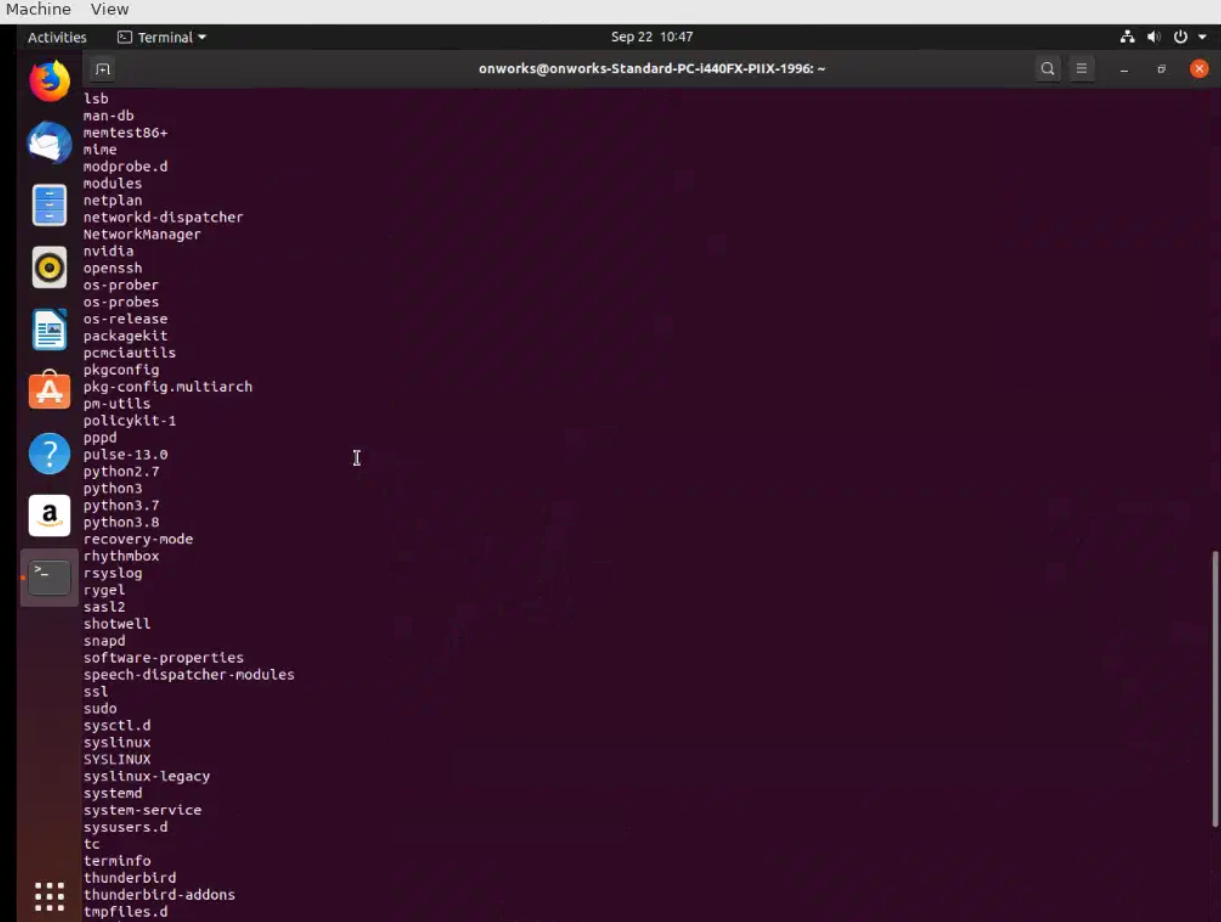 Machine View
Activities Terminal Sep 22 10:47
onworks@onworks-Standard-PC-i440FX-PIIX-1996: ~
lsb
man-db
memtest86+
mime
modprobe.d
modules
netplan
networkd-dispatcher
NetworkManager
nvidia
openssh
os-prober
os-probes
os-release
packagekit
pcmciautils
pkgconfig
pkg-config.multiarch
pm-utils
policykit-1
pppd
pulse-13.0
python2.7
python3
python3.7
python3.8
recovery-mode
rhythmbox
rsyslog
rygel
sasl2
shotwell
snapd
software-properties
speech-dispatcher-modules
ssl
sudo
sysctl.d
syslinux
SYSLINUX
syslinux-legacy
systemd
system-service
sysusers.d
tc
terminfo
thunderbird
thunderbird-addons
tmpfiles.d